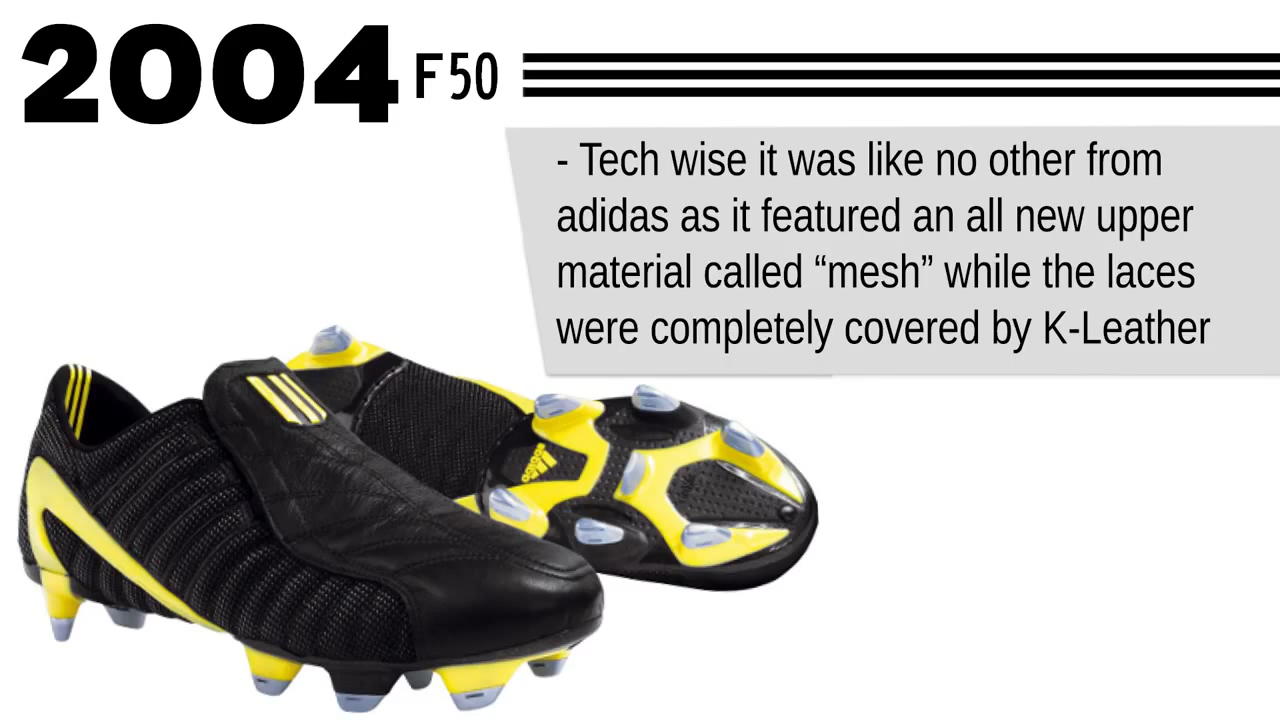 2004 F50
- Tech wise it was like no other from
adidas as it featured an all new upper
material called “mesh” while the laces
were completely covered by K-Leather
adidas